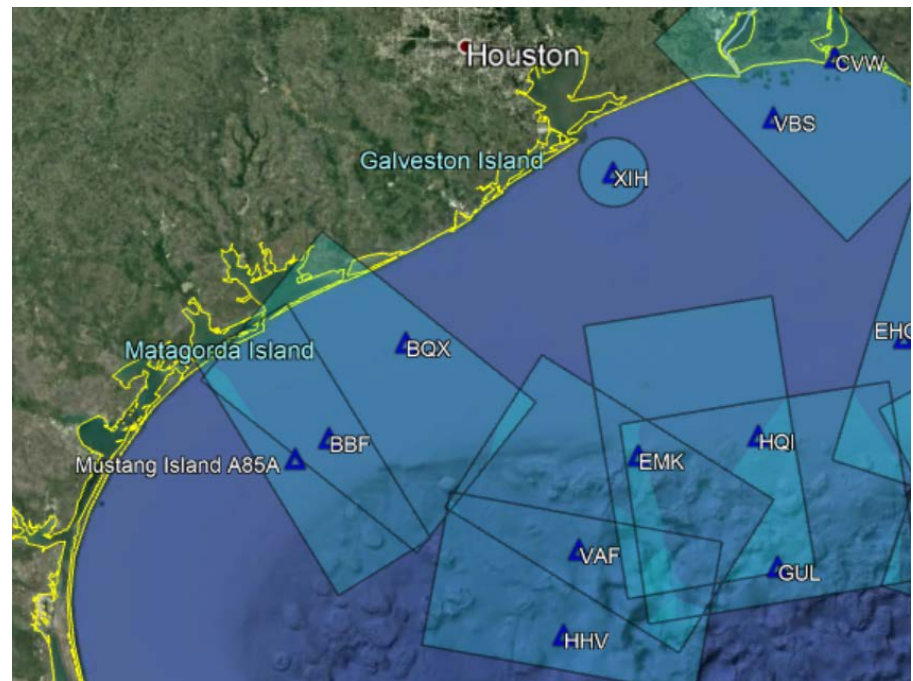 Houston
CVW
VBS
Galveston Island
XIH
EHC
Matagorda Island
BQX
BBF
HQI
Mustang Island A85A
EMK
VAF
GUL
HHV